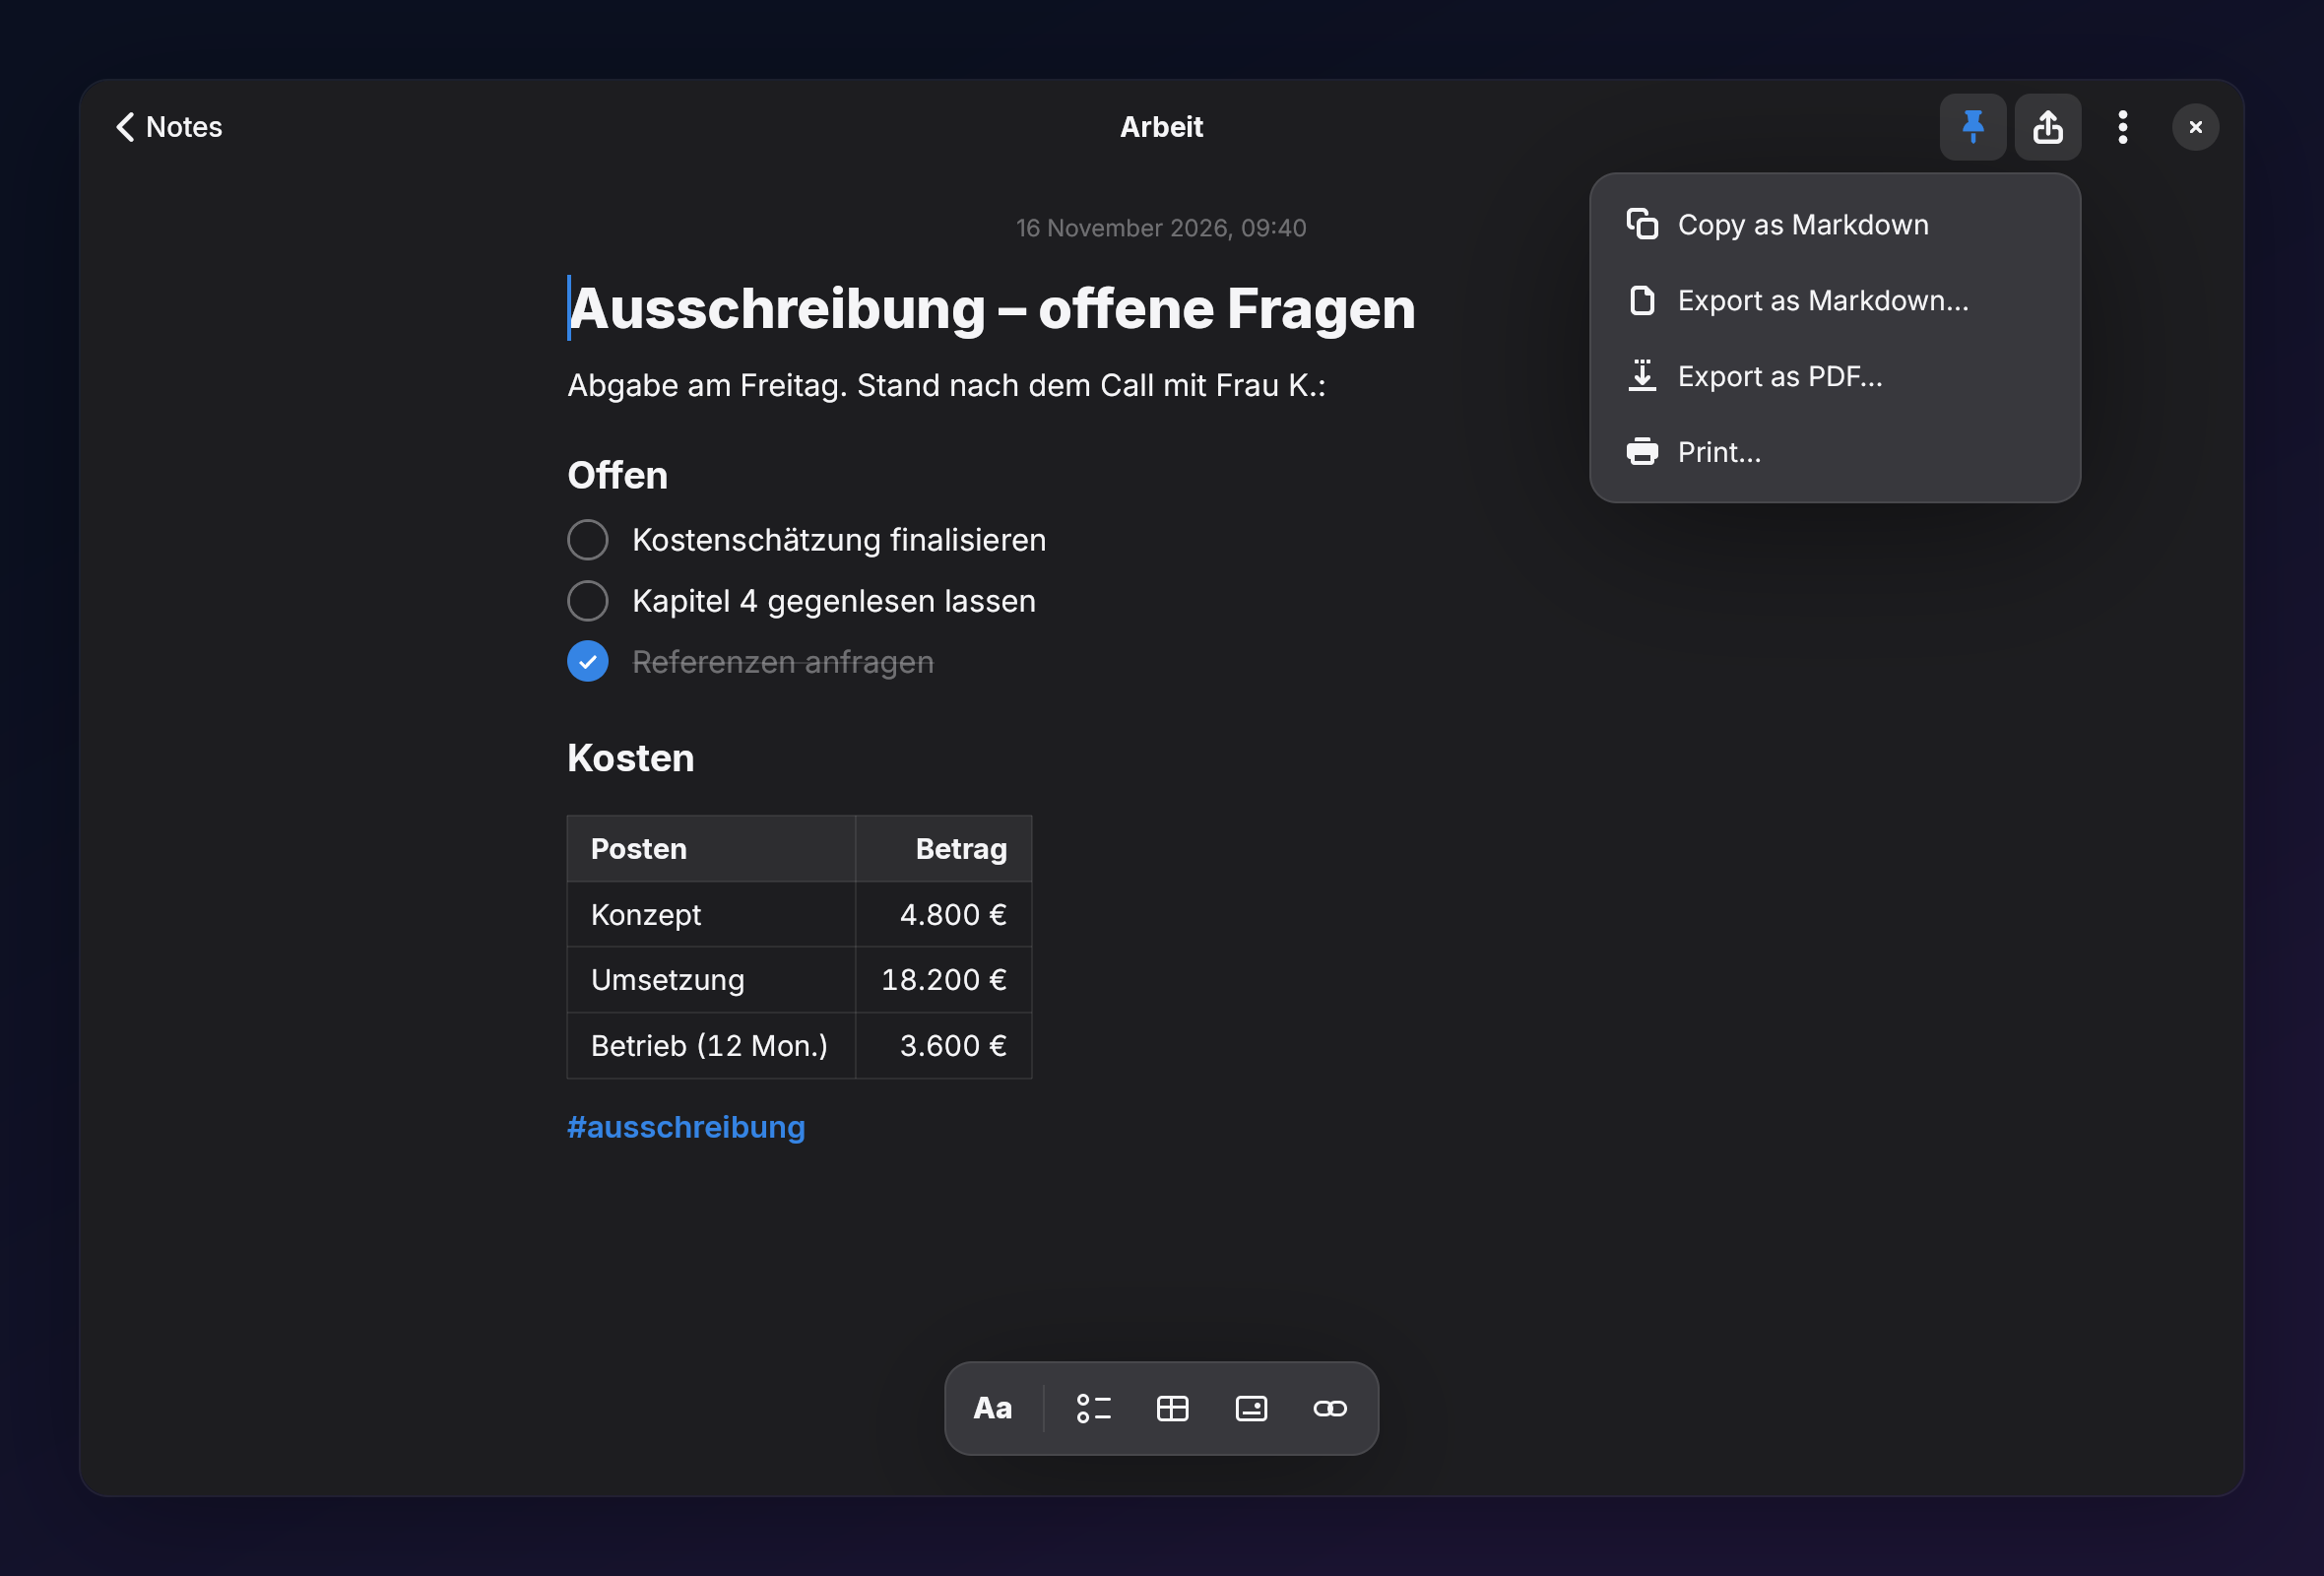 Notes
Arbeit
16 November 2026, 09:40
Ausschreibung – offene Fragen
Abgabe am Freitag. Stand nach dem Call mit Frau K.:
Offen
Kostenschätzung finalisieren
Kapitel 4 gegenlesen lassen
Referenzen anfragen
Kosten
Posten Betrag
Konzept 4.800 €
Umsetzung 18.200 €
Betrieb (12 Mon.) 3.600 €
#ausschreibung
Copy as Markdown
Export as Markdown...
Export as PDF...
Print...
Aa